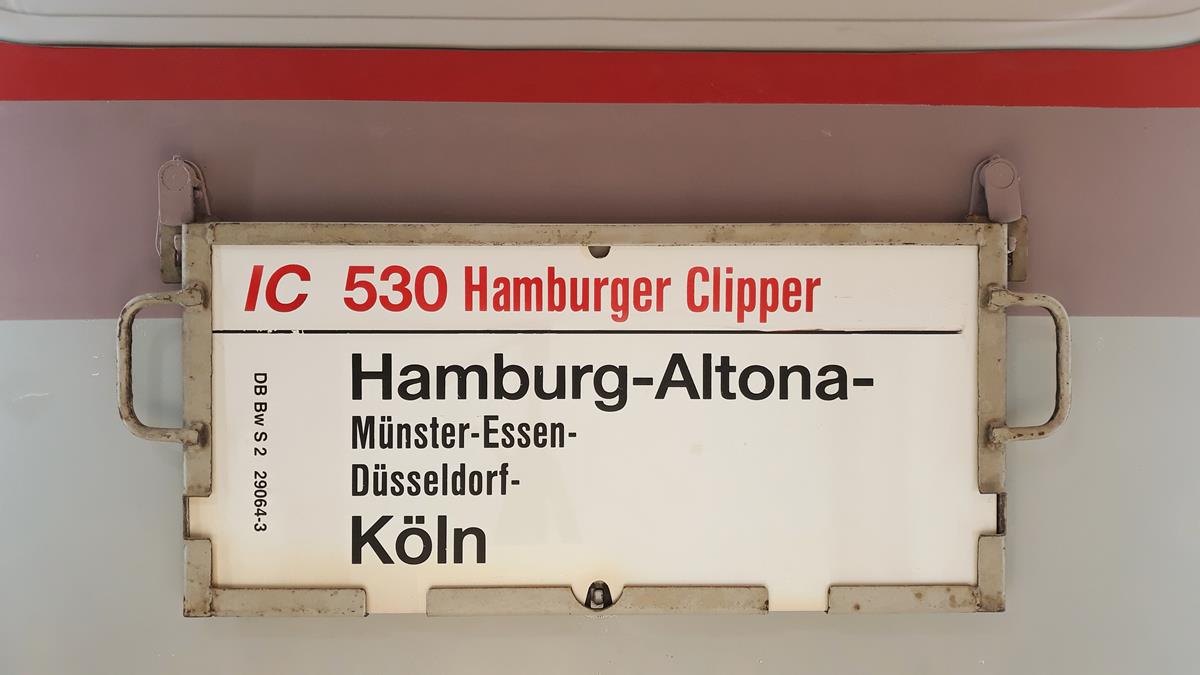 IC 530 Hamburger Clipper
Hamburg-Altona-
Münster-Essen-
Düsseldorf-
Köln
DB Bw S 2 29064-3